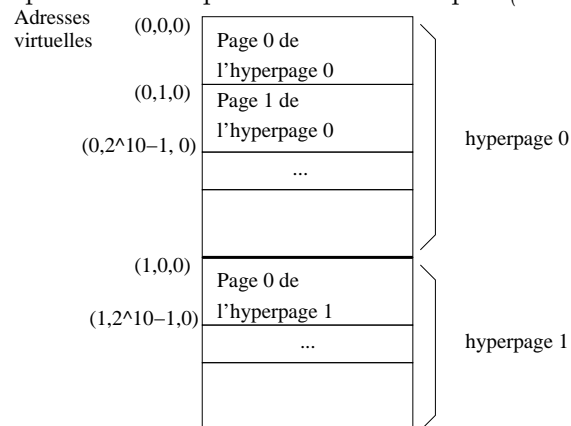 Adresses
virtuelles
(0,0,0)
Page 0 de
l'hyperpage 0
(0,1,0)
Page 1 de
l'hyperpage 0
hyperpage 0
(0,2^10–1, 0)
...
(1,0,0)
Page 0 de
l'hyperpage 1
(1,2^10–1,0)
...
hyperpage 1